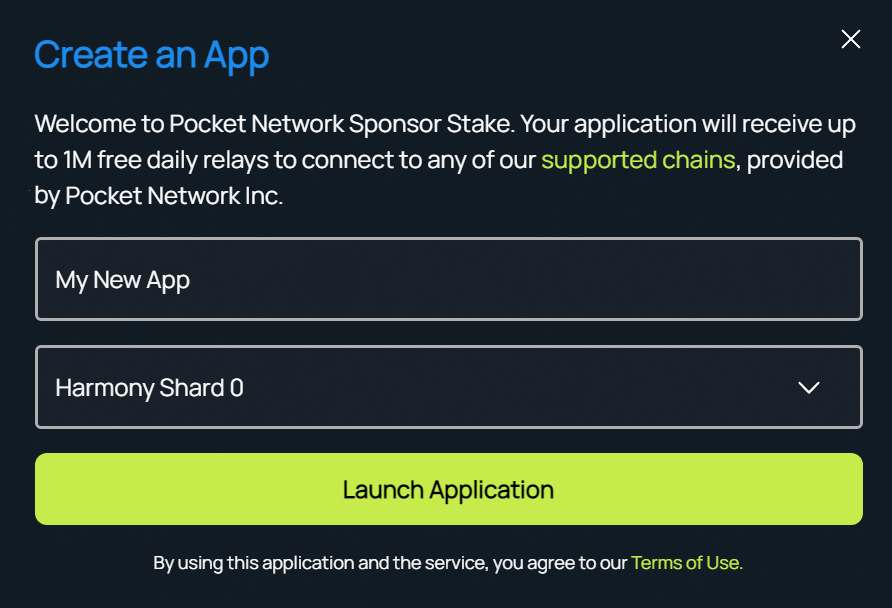 Create an App
Welcome to Pocket Network Sponsor Stake. Your application will receive up
to 1M free daily relays to connect to any of our supported chains, provided
by Pocket Network Inc.
My New App
Harmony Shard 0
Launch Application
By using this application and the service, you agree to our Terms of Use.